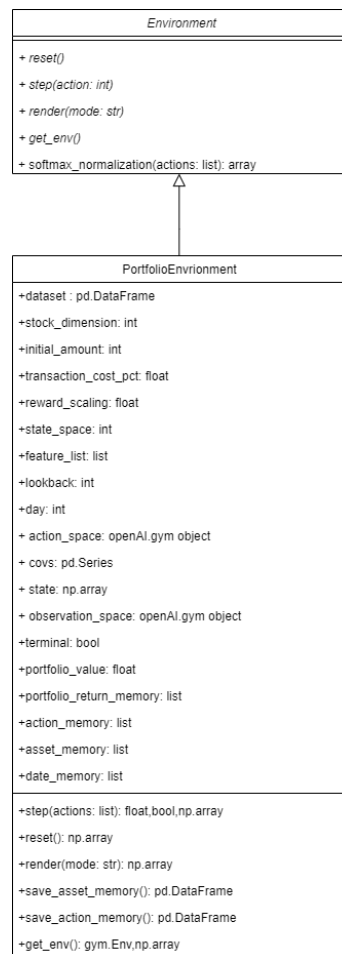 Environment
+ reset()
+ step(action: int)
+ render(mode: str)
+ get_env()
+ softmax_normalization(actions: list): array
PortfolioEnvrionment
+dataset : pd.DataFrame
+stock_dimension: int
+initial_amount: int
+transaction_cost_pct: float
+reward_scaling: float
+state_space: int
+feature_list: list
+lookback: int
+day: int
+ action_space: openAI.gym object
+ covs: pd.Series
+ state: np.array
+ observation_space: openAI.gym object
+terminal: bool
+portfolio_value: float
+portfolio_return_memory: list
+action_memory: list
+asset_memory: list
+date_memory: list
+step(actions: list): float,bool,np.array
+reset(): np.array
+render(mode: str): np.array
+save_asset_memory(): pd.DataFrame
+save_action_memory(): pd.DataFrame
+get_env(): gym.Env,np.array